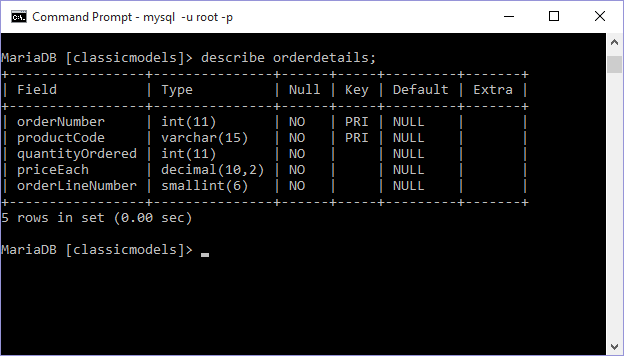 Command Prompt - mysql  -u root -p
MariaDB [classicmodels]> describe orderdetails;
+----------------+---------------+------+-----+---------+-------+
| Field          | Type          | Null | Key | Default | Extra |
+----------------+---------------+------+-----+---------+-------+
| orderNumber    | int(11)       | NO   | PRI | NULL    |       |
| productCode    | varchar(15)   | NO   | PRI | NULL    |       |
| quantityOrdered | int(11)       | NO   |     | NULL    |       |
| priceEach      | decimal(10,2) | NO   |     | NULL    |       |
| orderLineNumber | smallint(6)   | NO   |     | NULL    |       |
+----------------+---------------+------+-----+---------+-------+
5 rows in set (0.00 sec)
MariaDB [classicmodels]>